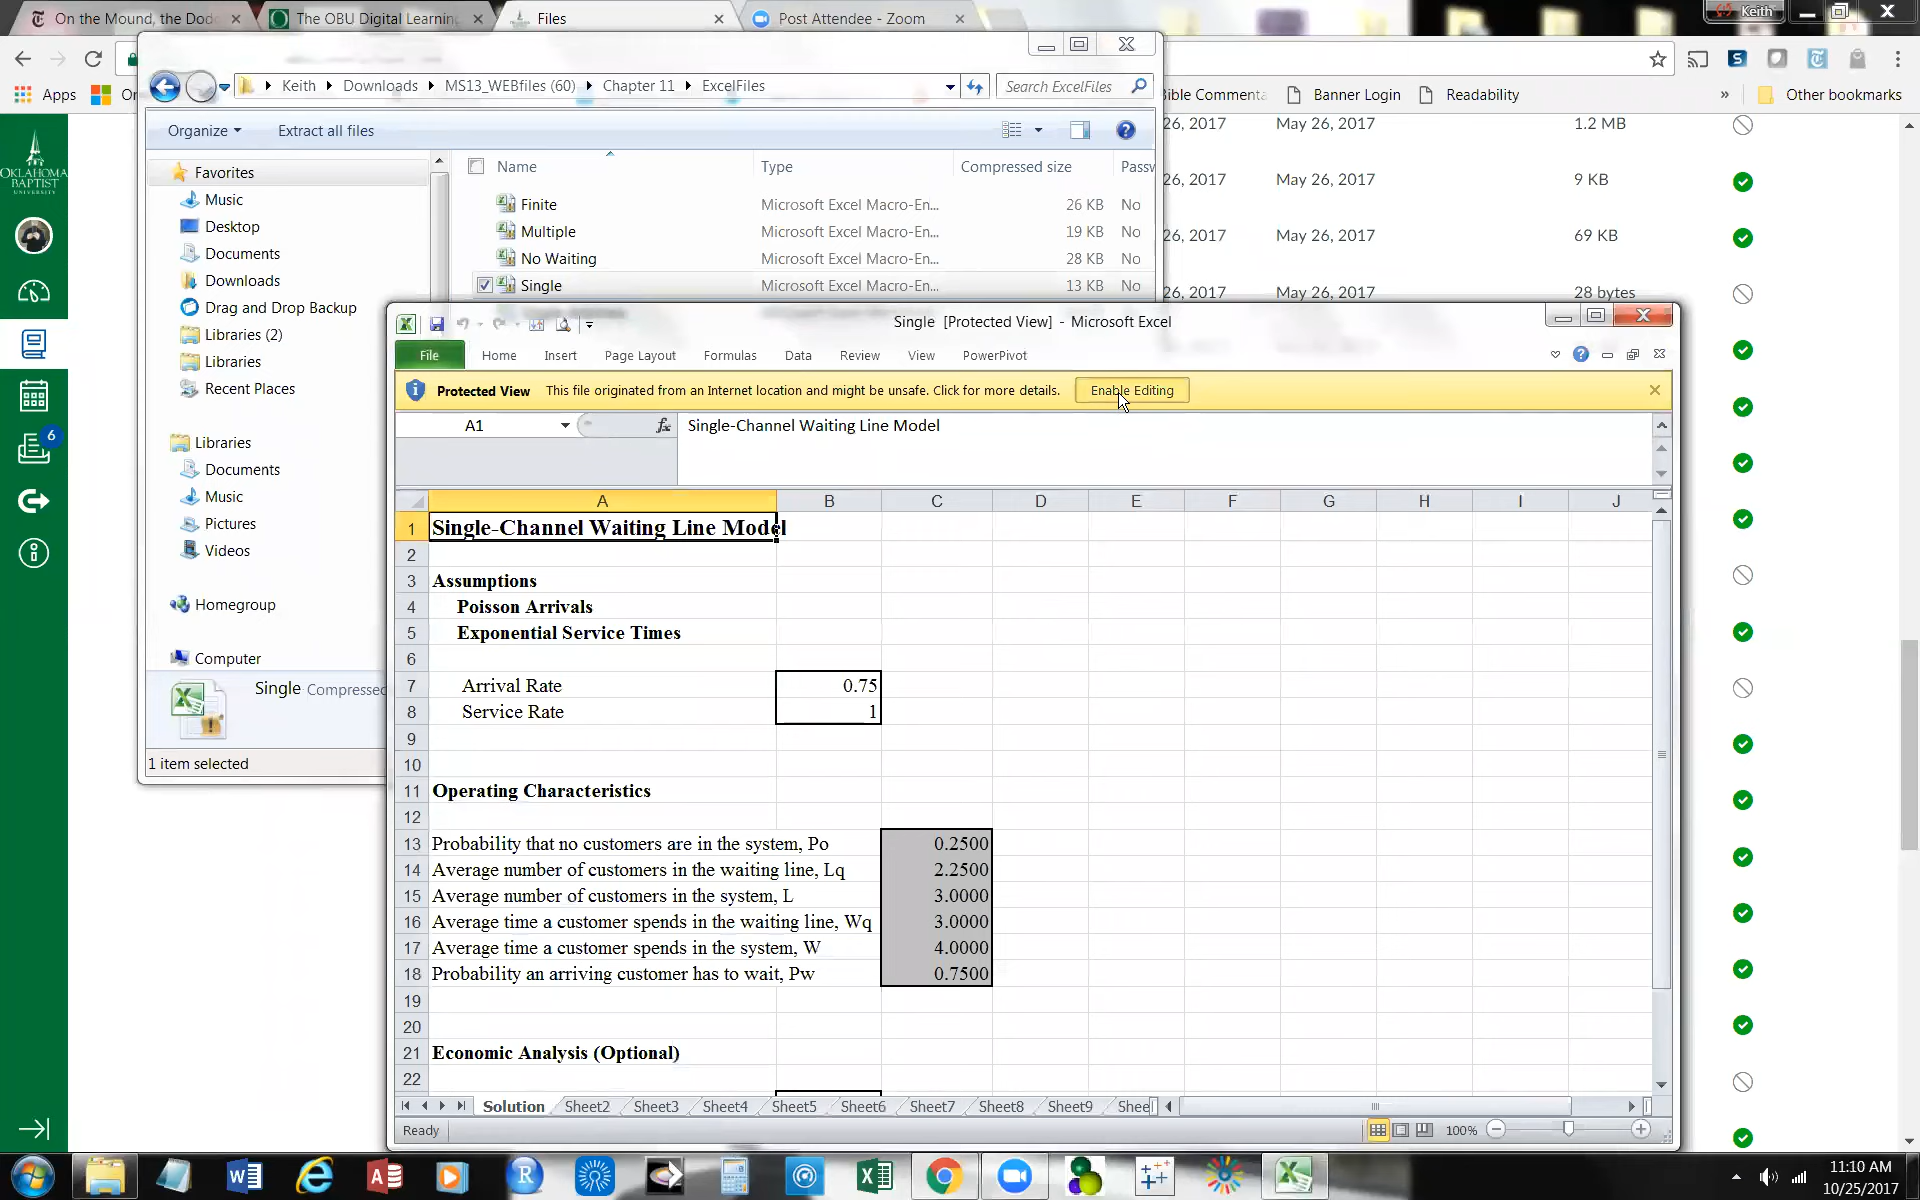 On the Mound, the Dod
The OBU Digital Learning
Files
Post Attendee - Zoom
Keith
Apps
Bible Commenta
Banner Login
Readability
»
Other bookmarks
Keith
Downloads
MS13_WEBfiles (60)
Chapter 11
ExcelFiles
Search ExcelFiles
Organize
Extract all files
OKLAHOMA
BAPTIST
UNIVERSITY
6
Favorites
Music
Desktop
Documents
Downloads
Drag and Drop Backup
Libraries (2)
Libraries
Recent Places
Libraries
Documents
Music
Pictures
Videos
Homegroup
Computer
Name Type Compressed size Passw
Finite Microsoft Excel Macro-En... 26 KB No
Multiple Microsoft Excel Macro-En... 19 KB No
No Waiting Microsoft Excel Macro-En... 28 KB No
Single Microsoft Excel Macro-En... 13 KB No
26, 2017 May 26, 2017 1.2 MB
26, 2017 May 26, 2017 9 KB
26, 2017 May 26, 2017 69 KB
26, 2017 May 26, 2017 28 bytes
Single Compressed
1 item selected
Single [Protected View] - Microsoft Excel
File Home Insert Page Layout Formulas Data Review View PowerPivot
Protected View This file originated from an Internet location and might be unsafe. Click for more details. Enable Editing
A1 fx Single-Channel Waiting Line Model
A B C D E F G H I J
1 Single-Channel Waiting Line Model
2
3 Assumptions
4 Poisson Arrivals
5 Exponential Service Times
6
7 Arrival Rate 0.75
8 Service Rate 1
9
10
11 Operating Characteristics
12
13 Probability that no customers are in the system, Po 0.2500
14 Average number of customers in the waiting line, Lq 2.2500
15 Average number of customers in the system, L 3.0000
16 Average time a customer spends in the waiting line, Wq 3.0000
17 Average time a customer spends in the system, W 4.0000
18 Probability an arriving customer has to wait, Pw 0.7500
19
20
21 Economic Analysis (Optional)
22
Solution Sheet2 Sheet3 Sheet4 Sheet5 Sheet6 Sheet7 Sheet8 Sheet9 Shee
Ready 100%
11:10 AM
10/25/2017